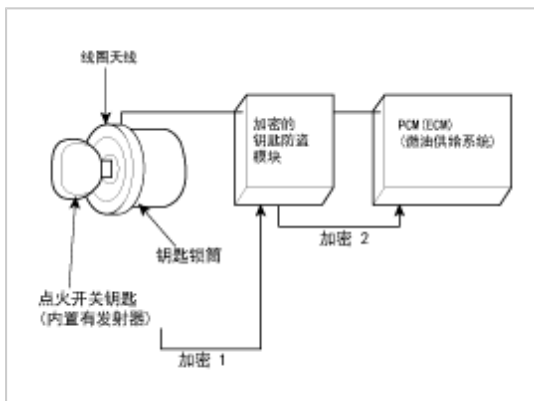 线圈天线
加密的
钥匙防盗
模块
PCM(ECM)
(燃油供给系统)
加密 2
钥匙锁筒
点火开关钥匙
(内置有发射器)
加密 1